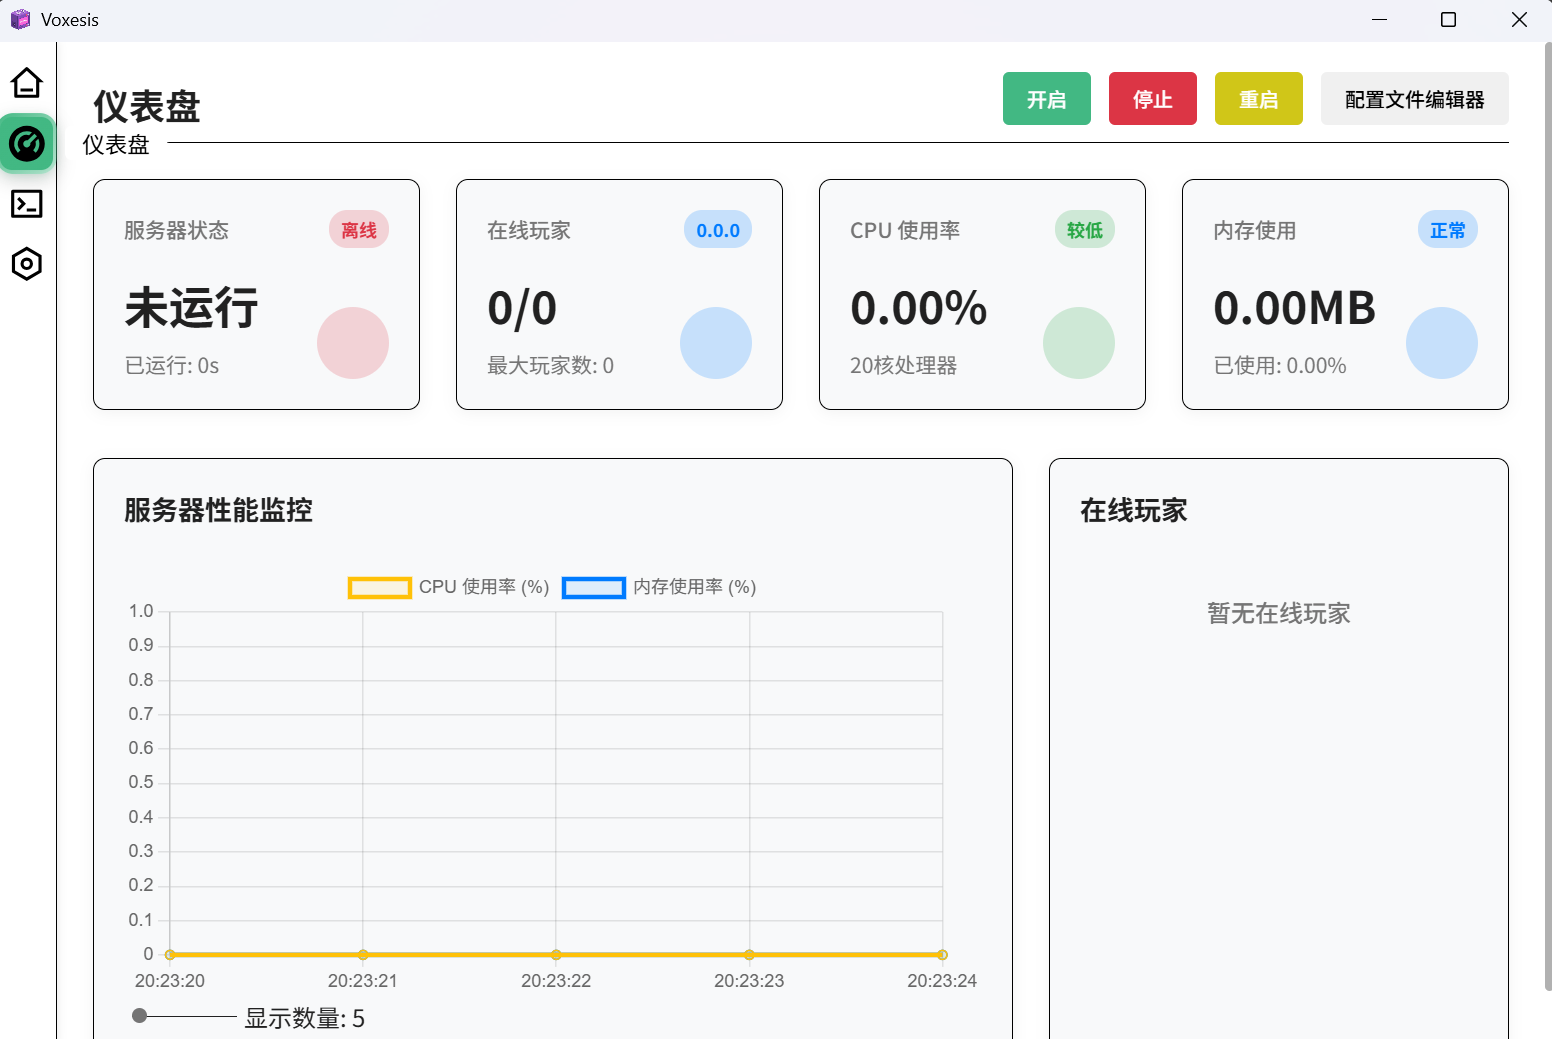 Voxesis
仪表盘
开启
停止
重启
配置文件编辑器
仪表盘
服务器状态
离线
未运行
已运行: 0s
在线玩家
0.0.0
0/0
最大玩家数: 0
CPU 使用率
较低
0.00%
20核处理器
内存使用
正常
0.00MB
已使用: 0.00%
服务器性能监控
CPU 使用率 (%)
内存使用率 (%)
1.0
0.9
0.8
0.7
0.6
0.5
0.4
0.3
0.2
0.1
0
20:23:20
20:23:21
20:23:22
20:23:23
20:23:24
显示数量: 5
在线玩家
暂无在线玩家